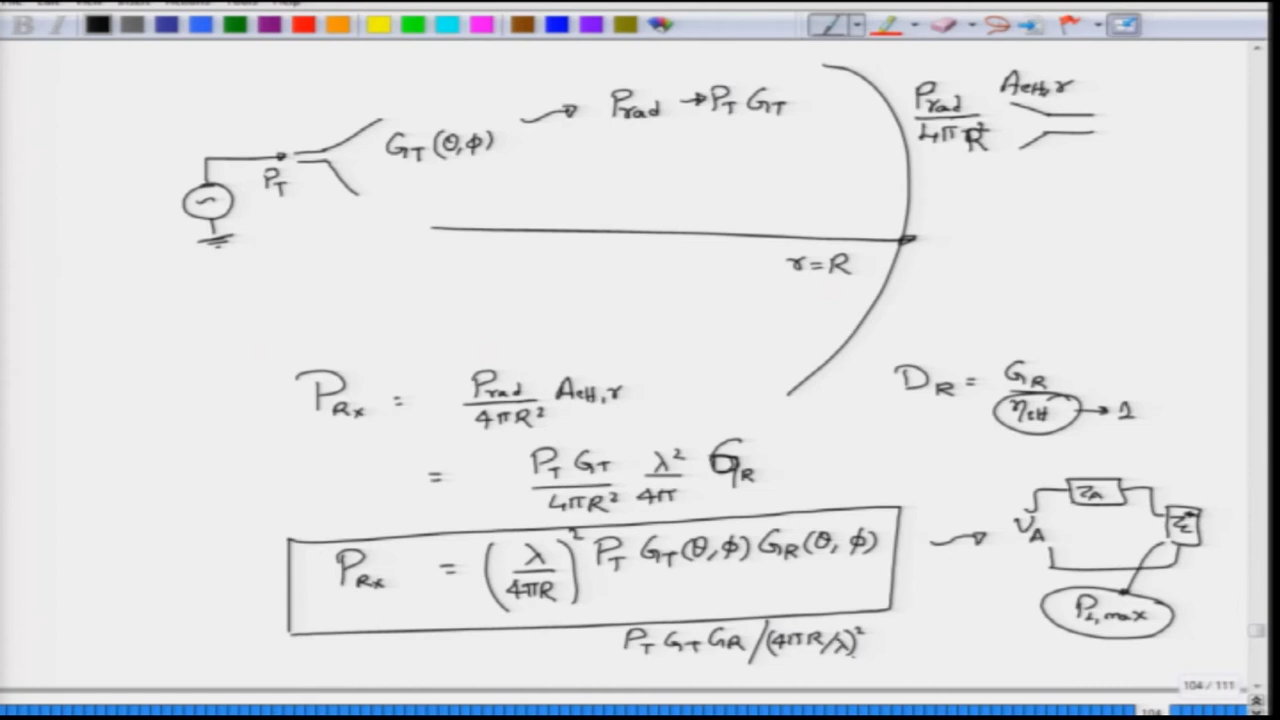 B I
P_rad → P_T G_T
P_rad / 4πR²
A_eff,r
G_T (θ,φ)
P_T
~
r = R
P_Rx = P_rad / 4πR² A_eff,r
D_R = G_R / η_eff → 1
= P_T G_T / 4πR² λ² / 4π G_R
Z_A
V_A
P_Rx = (λ / 4πR)² P_T G_T(θ,φ) G_R(θ,φ)
P_L,max
P_T G_T G_R / (4πR/λ)²
104 / 111
104